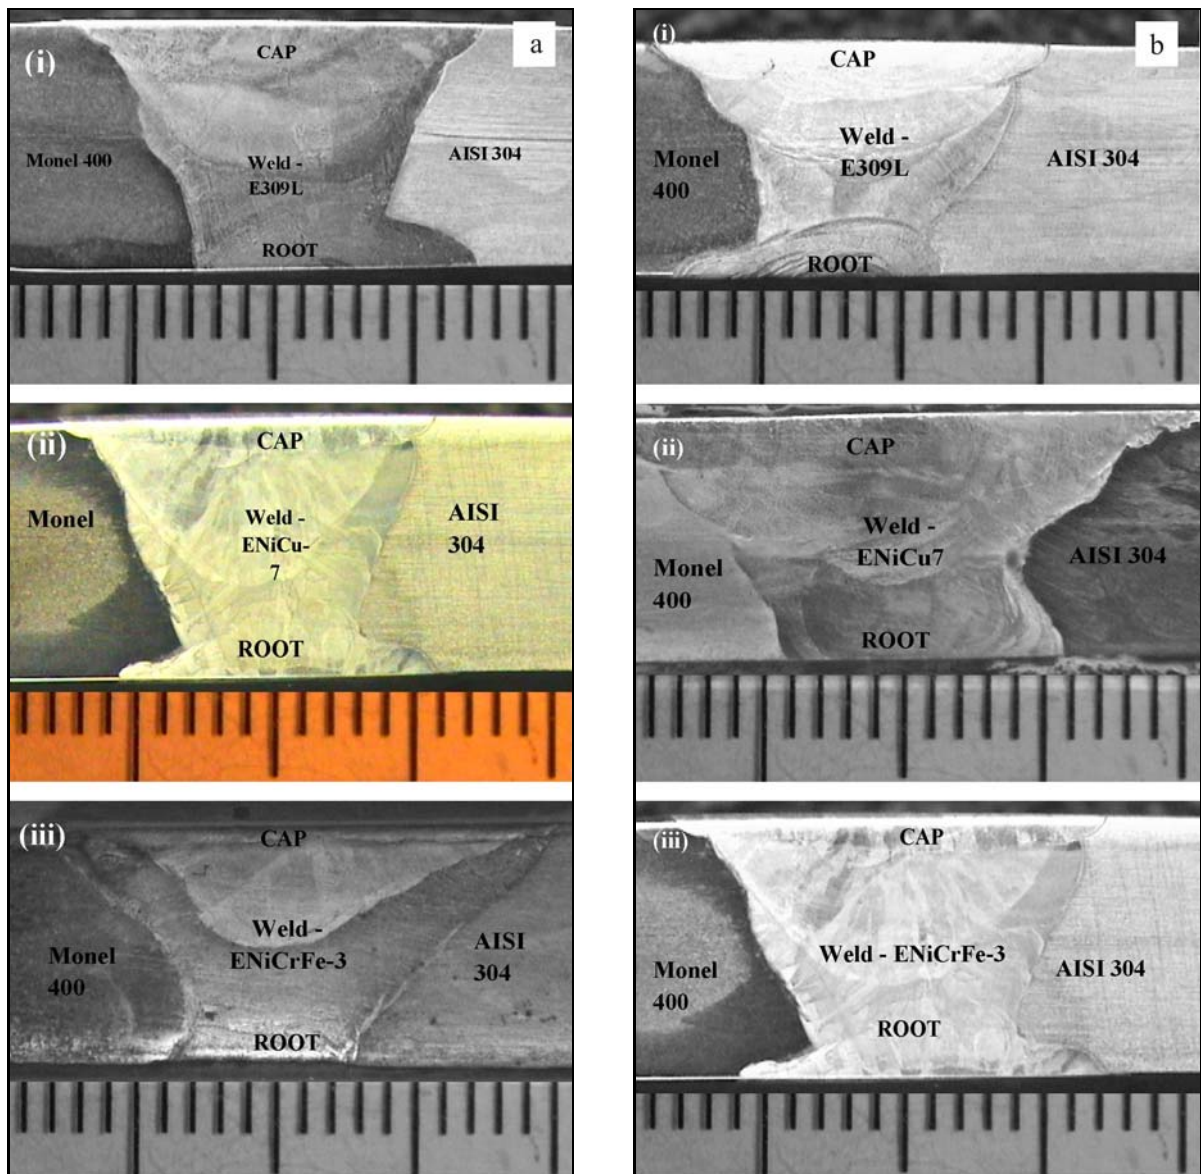 (i)
a
CAP
Monel 400
Weld -
E309L
AISI 304
ROOT
(ii)
CAP
Monel
Weld -
ENiCu-
7
AISI
304
ROOT
(iii)
CAP
Monel
400
Weld -
ENiCrFe-3
AISI
304
ROOT
(i)
b
CAP
Monel
400
Weld -
E309L
AISI 304
ROOT
(ii)
CAP
Monel
400
Weld -
ENiCu7
AISI 304
ROOT
(iii)
CAP
Monel
400
Weld - ENiCrFe-3
AISI 304
ROOT